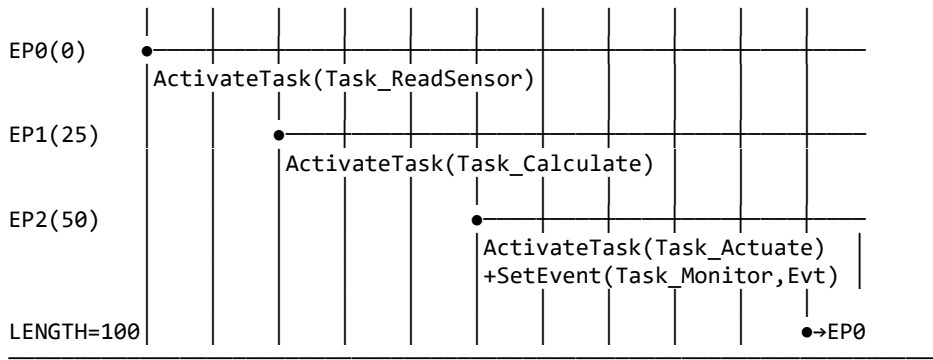 EP0(0)
ActivateTask(Task_ReadSensor)
EP1(25)
ActivateTask(Task_Calculate)
EP2(50)
ActivateTask(Task_Actuate)
+SetEvent(Task_Monitor,Evt)
LENGTH=100 →EP0